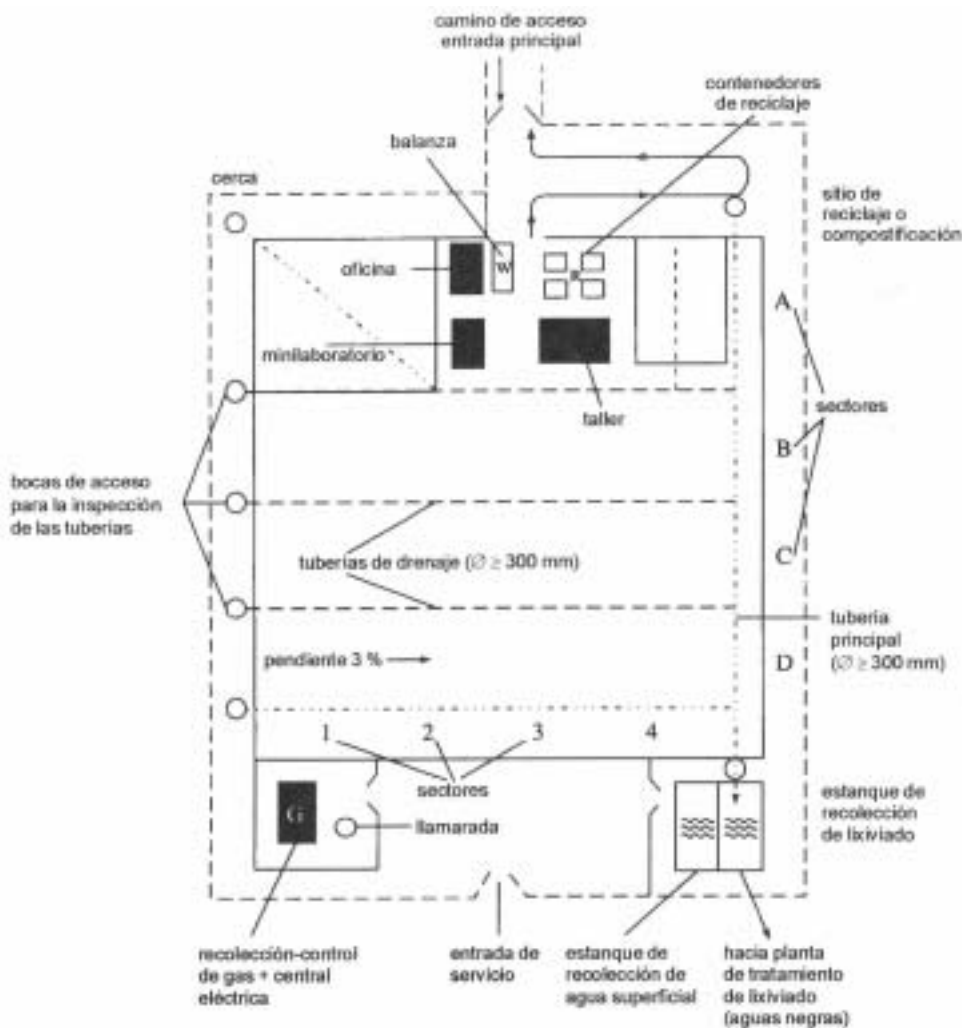 camino de acceso
entrada principal
contenedores
de reciclaje
balanza
cerca
sitio de
reciclaje o
compostificación
oficina
W
A
minilaboratorio
taller
sectores
B
bocas de acceso
para la inspección
de las tuberías
tuberías de drenaje (∅ ≥ 300 mm)
C
tubería
principal
(∅ ≥ 300 mm)
pendiente 3 %
D
1
2
3
4
sectores
G
llamarada
estanque de
recolección
de lixiviado
recolección-control
de gas + central
eléctrica
entrada de
servicio
estanque de
recolección de
agua superficial
hacia planta
de tratamiento
de lixiviado
(aguas negras)